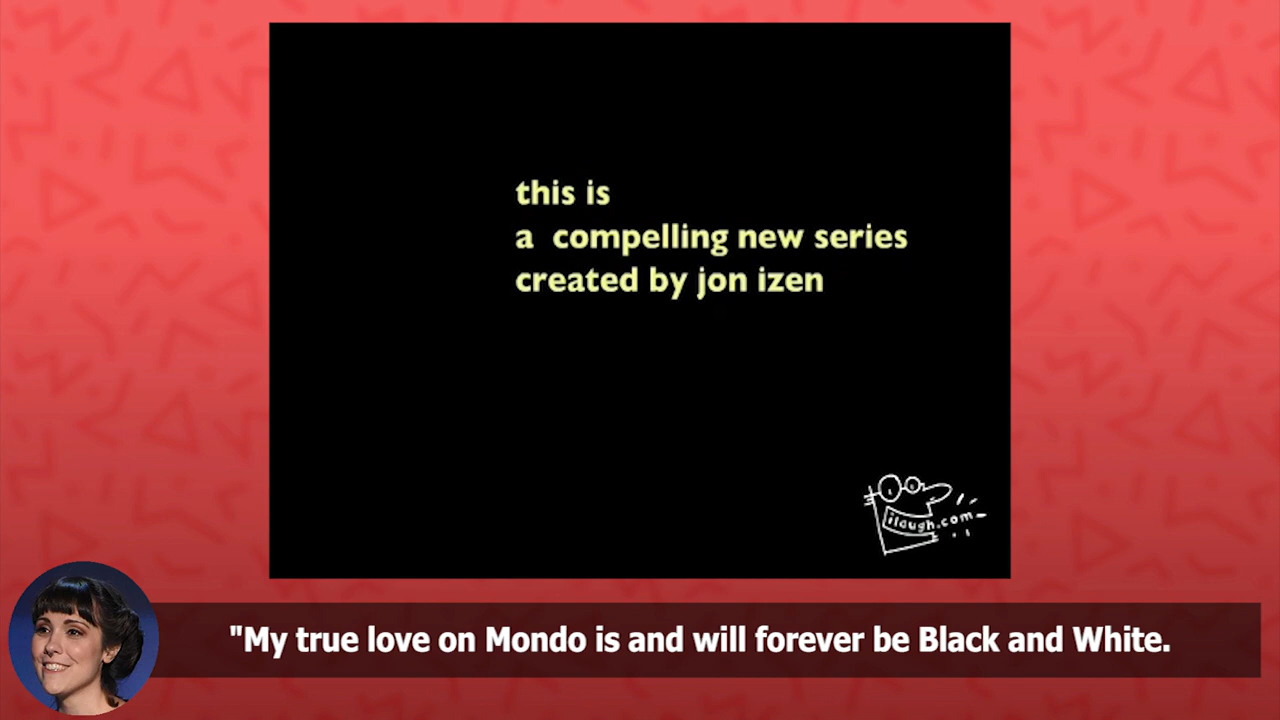 this is
a  compelling new series
created by jon izen
ilaugh.com
"My true love on Mondo is and will forever be Black and White.